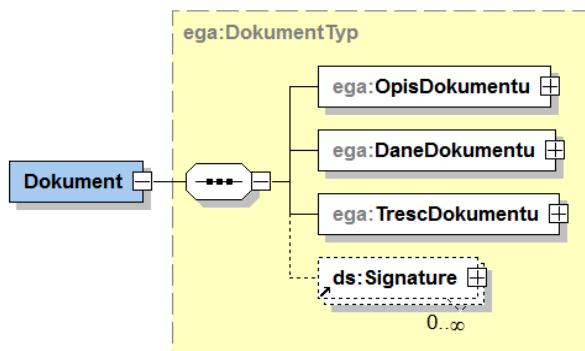 ega:DokumentTyp
ega:OpisDokumentu
ega:DaneDokumentu
Dokument
ega:TrescDokumentu
ds:Signature
0..∞